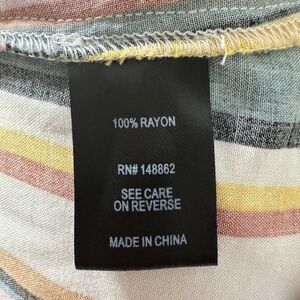 100% RAYON
RN# 148862
SEE CARE
ON REVERSE
MADE IN CHINA